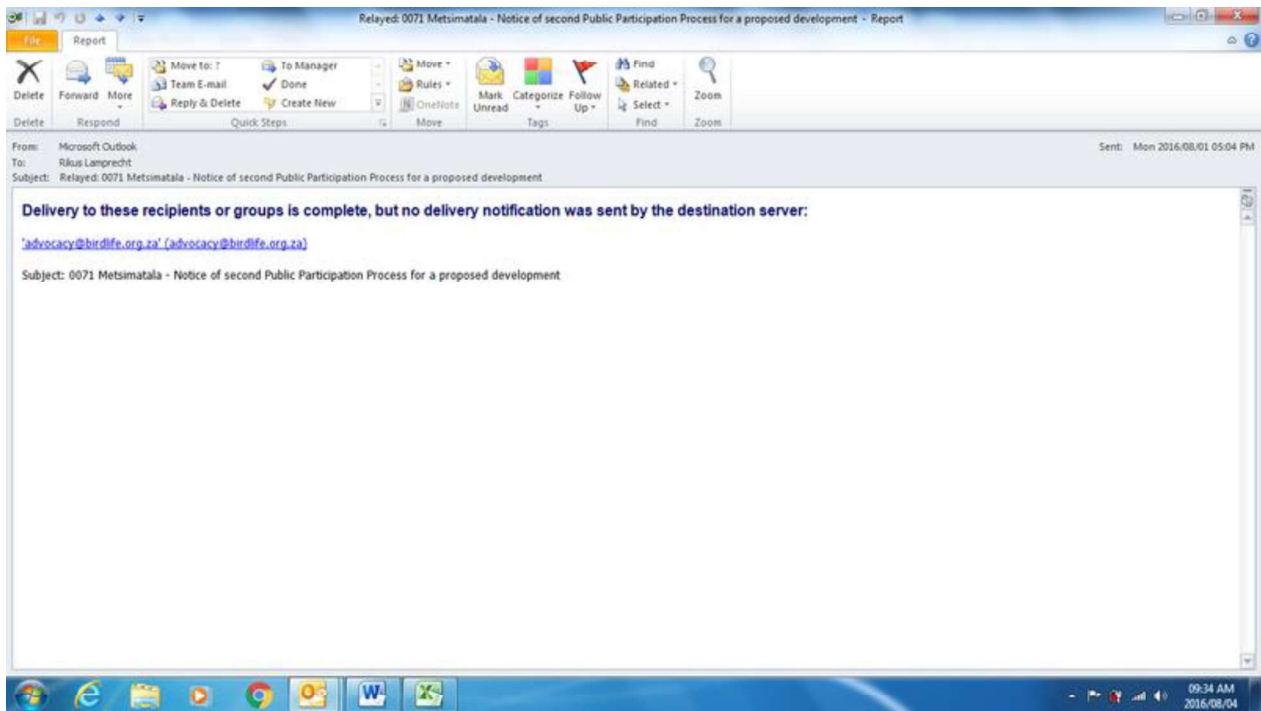 Relayed: 0071 Metsimatala - Notice of second Public Participation Process for a proposed development - Report
File Report
Delete Forward More Move to: ? To Manager Move Mark Unread Categorize Follow Up Find Zoom
Team E-mail Done Rules Related
Reply & Delete Create New OneNote Select
Delete Respond Quick Steps Move Tags Find Zoom
From: Microsoft Outlook Sent: Mon 2016/08/01 05:04 PM
To: Rikus Lamprecht
Subject: Relayed: 0071 Metsimatala - Notice of second Public Participation Process for a proposed development
Delivery to these recipients or groups is complete, but no delivery notification was sent by the destination server:
'advocacy@birdlife.org.za' (advocacy@birdlife.org.za)
Subject: 0071 Metsimatala - Notice of second Public Participation Process for a proposed development
09:34 AM
2016/08/04